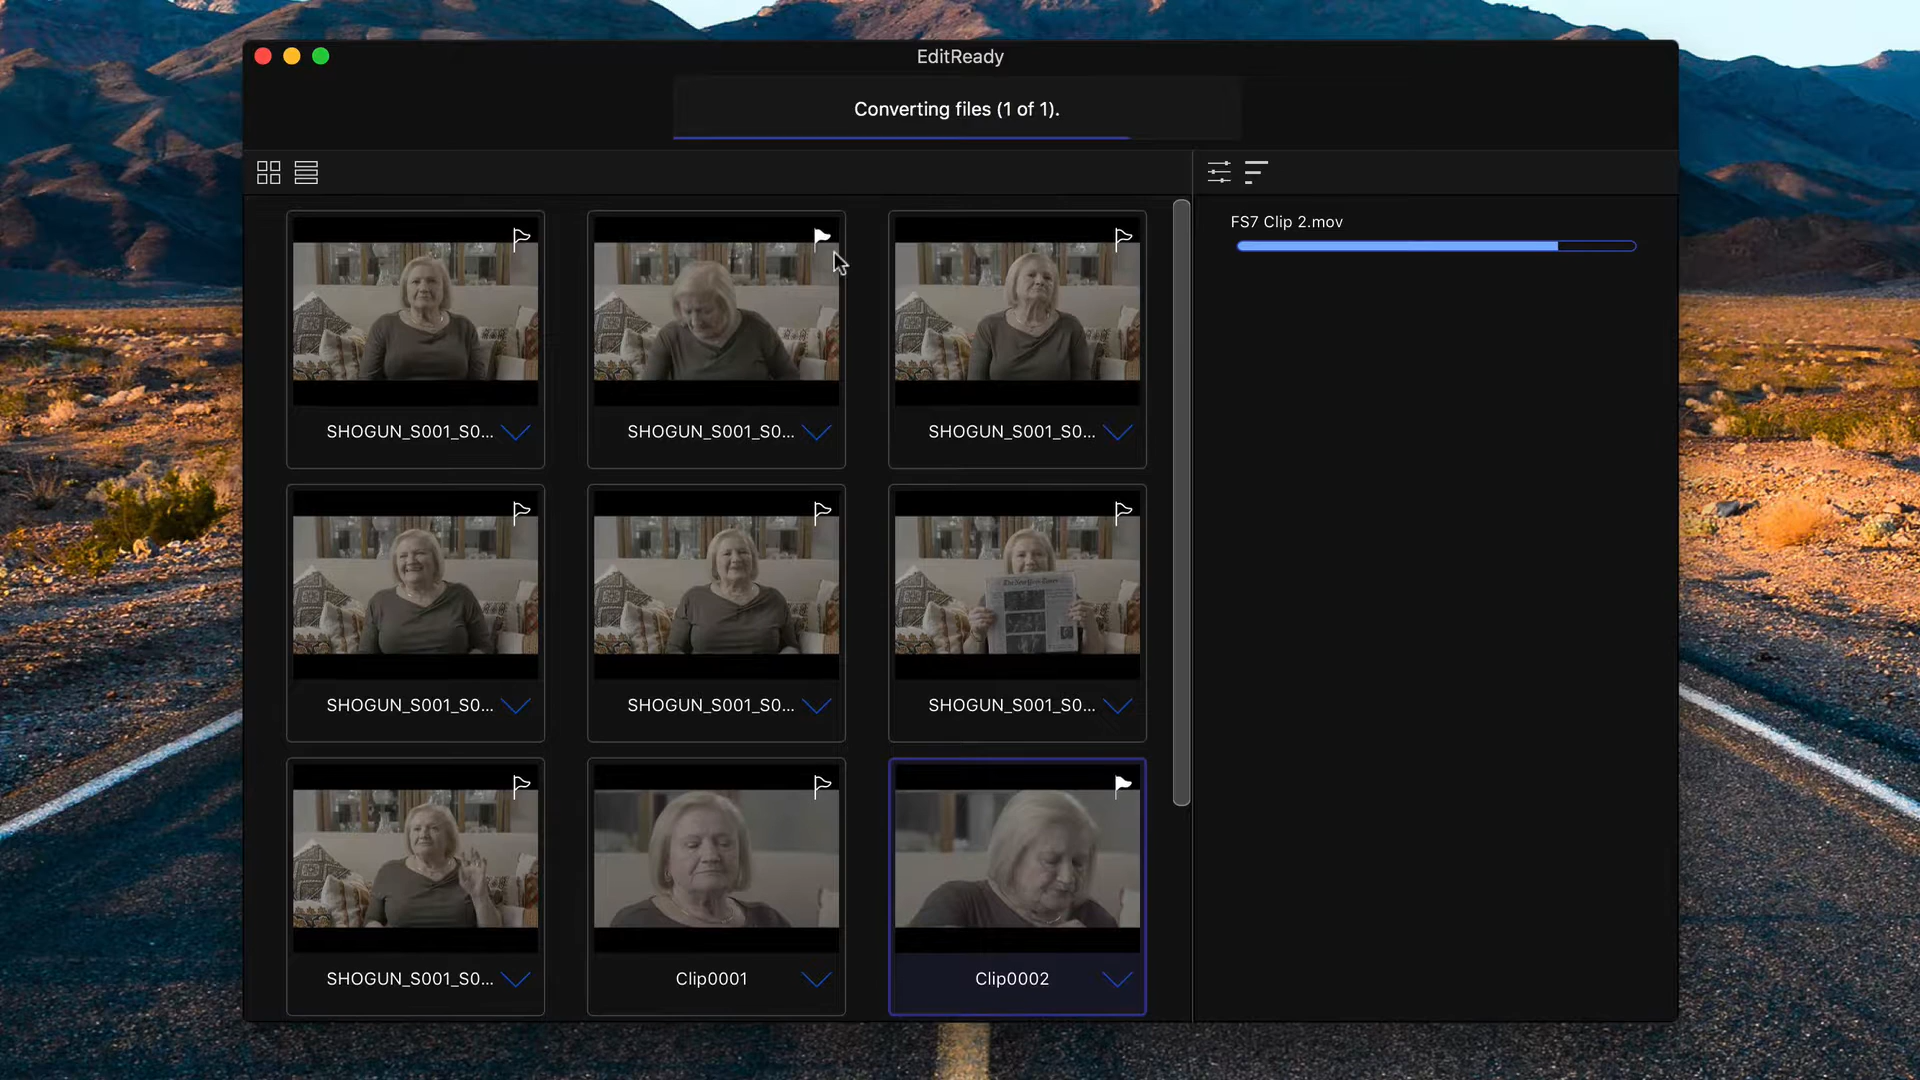 EditReady
Converting files (1 of 1).
FS7 Clip 2.mov
SHOGUN_S001_S0...
SHOGUN_S001_S0...
SHOGUN_S001_S0...
SHOGUN_S001_S0...
SHOGUN_S001_S0...
SHOGUN_S001_S0...
SHOGUN_S001_S0...
Clip0001
Clip0002